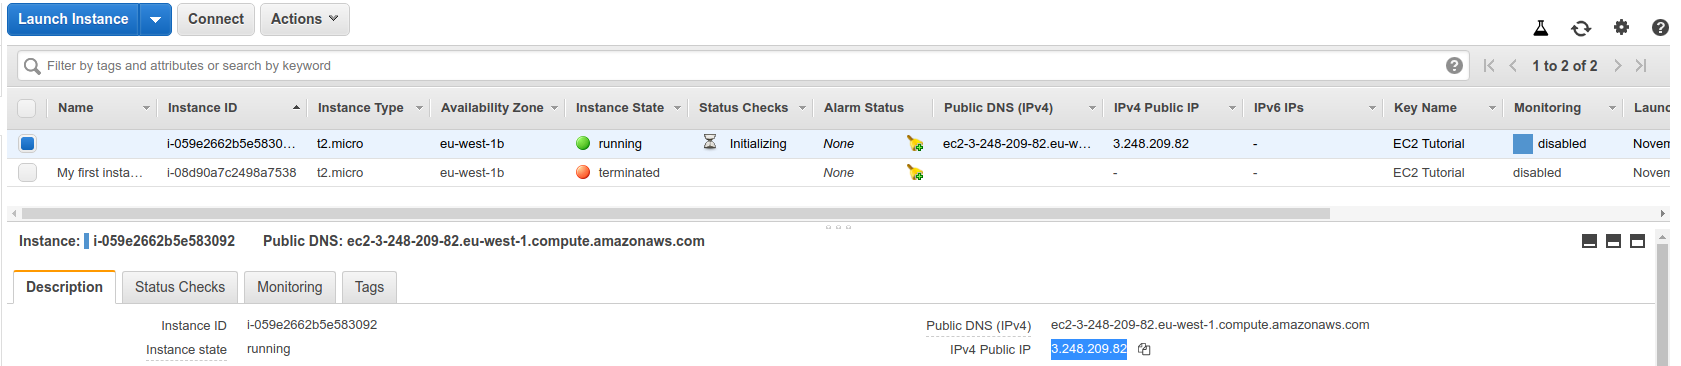 Launch Instance Connect Actions
Filter by tags and attributes or search by keyword 1 to 2 of 2
Name Instance ID Instance Type Availability Zone Instance State Status Checks Alarm Status Public DNS (IPv4) IPv4 Public IP IPv6 IPs Key Name Monitoring Launc
i-059e2662b5e5830... t2.micro eu-west-1b running Initializing None ec2-3-248-209-82.eu-w... 3.248.209.82 - EC2 Tutorial disabled Novem
My first insta... i-08d90a7c2498a7538 t2.micro eu-west-1b terminated None - - EC2 Tutorial disabled Novem
Instance: i-059e2662b5e583092 Public DNS: ec2-3-248-209-82.eu-west-1.compute.amazonaws.com
Description Status Checks Monitoring Tags
Instance ID i-059e2662b5e583092 Public DNS (IPv4) ec2-3-248-209-82.eu-west-1.compute.amazonaws.com
Instance state running IPv4 Public IP 3.248.209.82